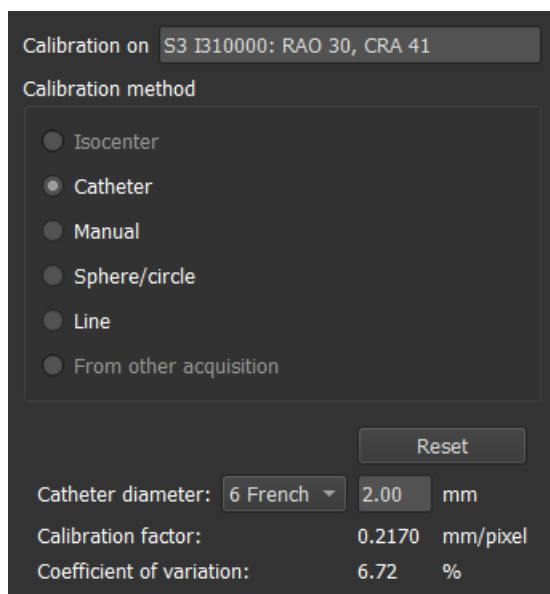 Calibration on S3 I310000: RAO 30, CRA 41
Calibration method
Isocenter
Catheter
Manual
Sphere/circle
Line
From other acquisition
Reset
Catheter diameter: 6 French 2.00 mm
Calibration factor: 0.2170 mm/pixel
Coefficient of variation: 6.72 %